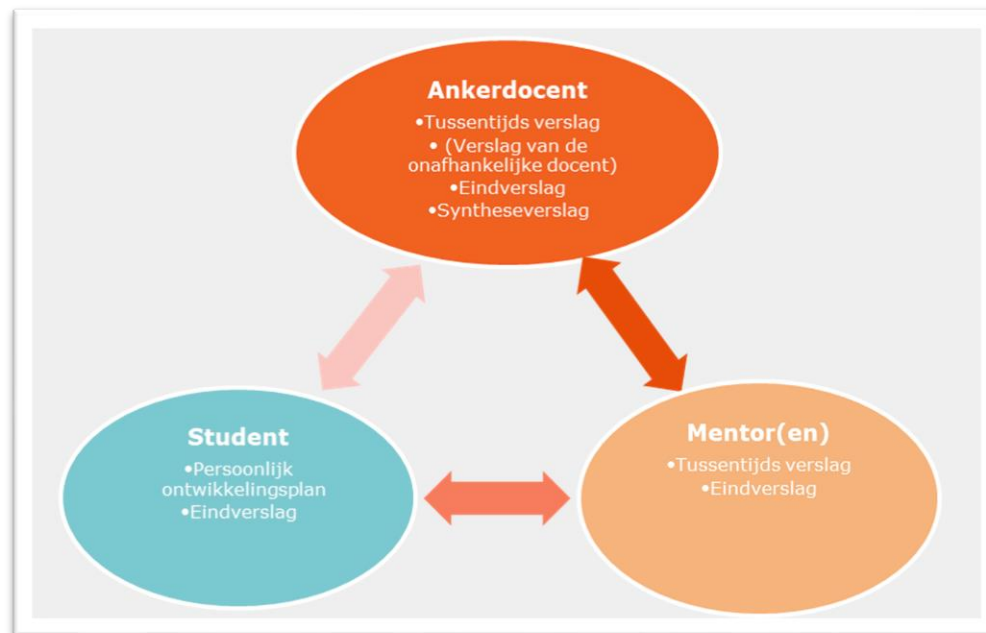 Ankerdocent
•Tussentijds verslag
• (Verslag van de
onafhankelijke docent)
•Eindverslag
•Syntheseverslag
Student
•Persoonlijk
ontwikkelingsplan
•Eindverslag
Mentor(en)
•Tussentijds verslag
•Eindverslag